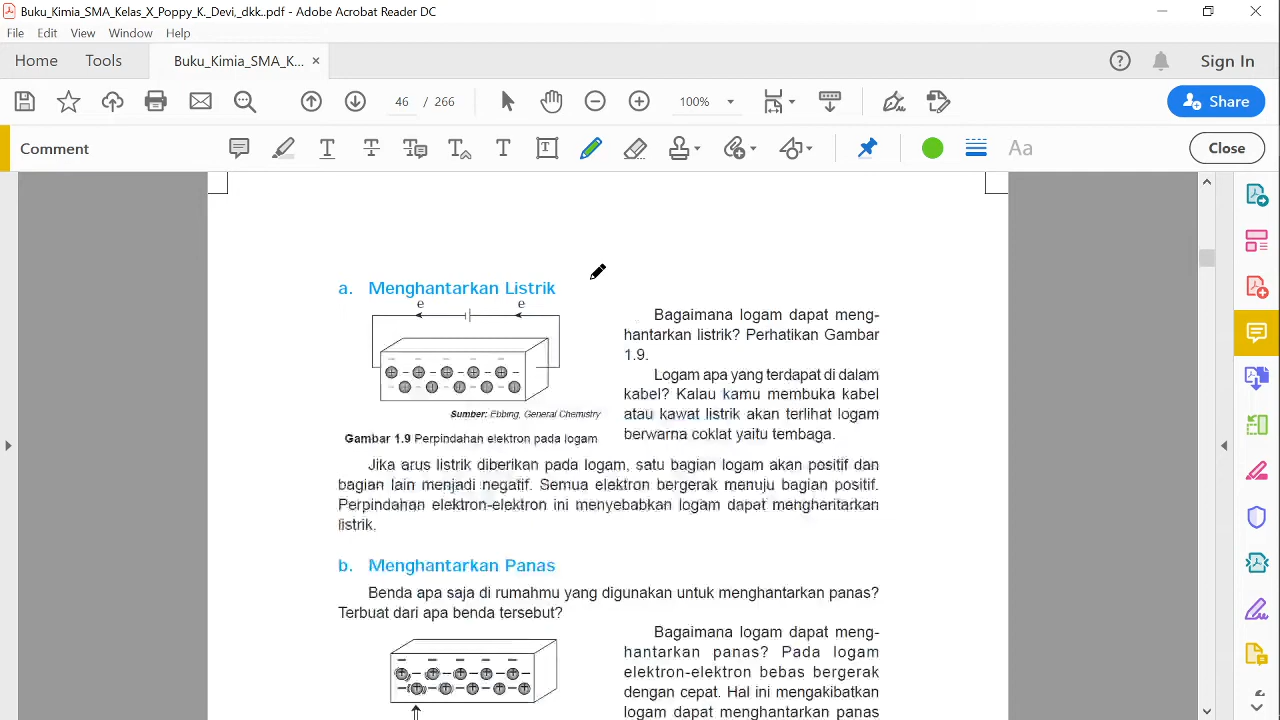 Buku_Kimia_SMA_Kelas_X_Poppy_K_Devi,_dkk..pdf - Adobe Acrobat Reader DC
File Edit View Window Help
Home Tools Buku_Kimia_SMA_K... × Sign In
46 / 266 100% Share
Comment T T T T T Aa Close
a. Menghantarkan Listrik
e e
Sumber: Ebbing, General Chemistry
Gambar 1.9 Perpindahan elektron pada logam
Bagaimana logam dapat meng-
hantarkan listrik? Perhatikan Gambar
1.9.
Logam apa yang terdapat di dalam
kabel? Kalau kamu membuka kabel
atau kawat listrik akan terlihat logam
berwarna coklat yaitu tembaga.
Jika arus listrik diberikan pada logam, satu bagian logam akan positif dan
bagian lain menjadi negatif. Semua elektron bergerak menuju bagian positif.
Perpindahan elektron-elektron ini menyebabkan logam dapat menghantarkan
listrik.
b. Menghantarkan Panas
Benda apa saja di rumahmu yang digunakan untuk menghantarkan panas?
Terbuat dari apa benda tersebut?
Bagaimana logam dapat meng-
hantarkan panas? Pada logam
elektron-elektron bebas bergerak
dengan cepat. Hal ini mengakibatkan
logam dapat menghantarkan panas